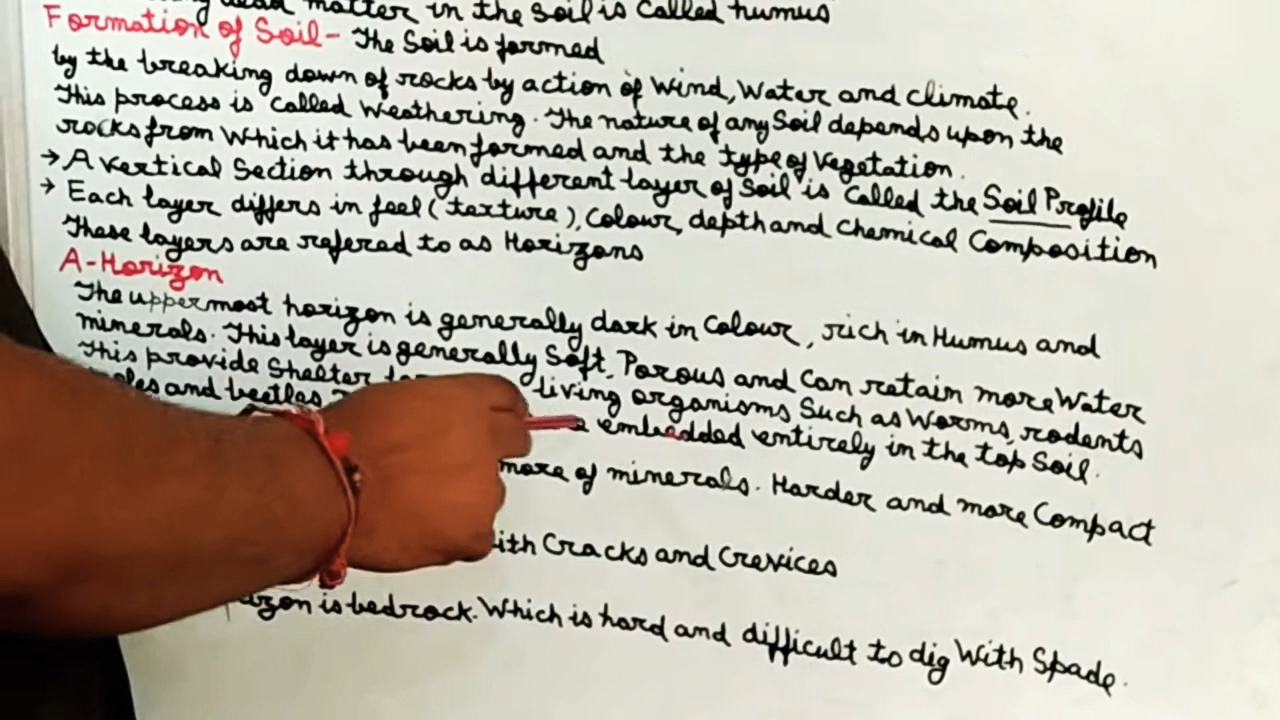 matter in the Soil is Called humus
Formation of Soil- The Soil is formed
by the breaking down of rocks by action of Wind, Water and climate.
This process is called Weathering. The nature of any Soil depends upon the
rocks from Which it has been formed and the type of Vegetation.
→ A vertical Section through different layer of Soil is Called the Soil Profile
→ Each layer differs in feel (texture), Colour, depth and Chemical Composition
These layers are refered to as Horizons
A-Horizon
The uppermost horizon is generally dark in Colour, rich in Humus and
minerals. This layer is generally Soft, Porous and Can retain more Water
This provide Shelter living organisms Such as Worms, rodents
and beetles embedded entirely in the top Soil.
more of minerals. Harder and more Compact
Cracks and Crevices
is bedrock. Which is hard and difficult to dig With Spade.